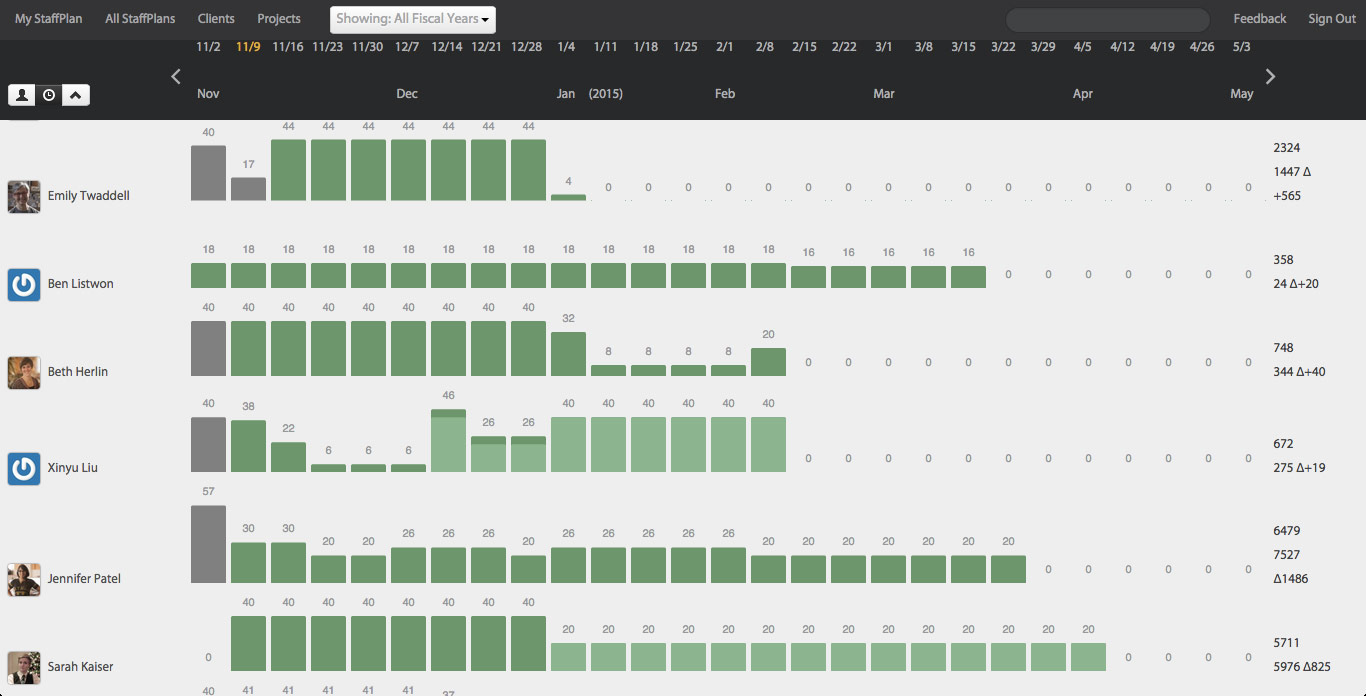 My StaffPlan All StaffPlans Clients Projects Showing: All Fiscal Years Feedback Sign Out
11/2 11/9 11/16 11/23 11/30 12/7 12/14 12/21 12/28 1/4 1/11 1/18 1/25 2/1 2/8 2/15 2/22 3/1 3/8 3/15 3/22 3/29 4/5 4/12 4/19 4/26 5/3
Nov Dec Jan (2015) Feb Mar Apr May
40 17 44 44 44 44 44 44 44 4 0 0 0 0 0 0 0 0 0 0 0 0 0 0 0 0 0
Emily Twaddell
2324
1447 Δ
+565
18 18 18 18 18 18 18 18 18 18 18 18 18 18 18 16 16 16 16 16 0 0 0 0 0 0 0
Ben Listwon
358
24 Δ+20
40 40 40 40 40 40 40 40 40 32 8 8 8 8 20 0 0 0 0 0 0 0 0 0 0 0 0
Beth Herlin
748
344 Δ+40
40 38 22 6 6 6 46 26 26 40 40 40 40 40 40 0 0 0 0 0 0 0 0 0 0 0 0
Xinyu Liu
672
275 Δ+19
57 30 30 20 20 26 26 26 20 26 26 26 26 26 20 20 20 20 20 20 20 0 0 0 0 0 0
Jennifer Patel
6479
7527
Δ1486
0 40 40 40 40 40 40 40 40 20 20 20 20 20 20 20 20 20 20 20 20 20 20 0 0 0 0
Sarah Kaiser
5711
5976 Δ825
40 41 41 41 41 41 37